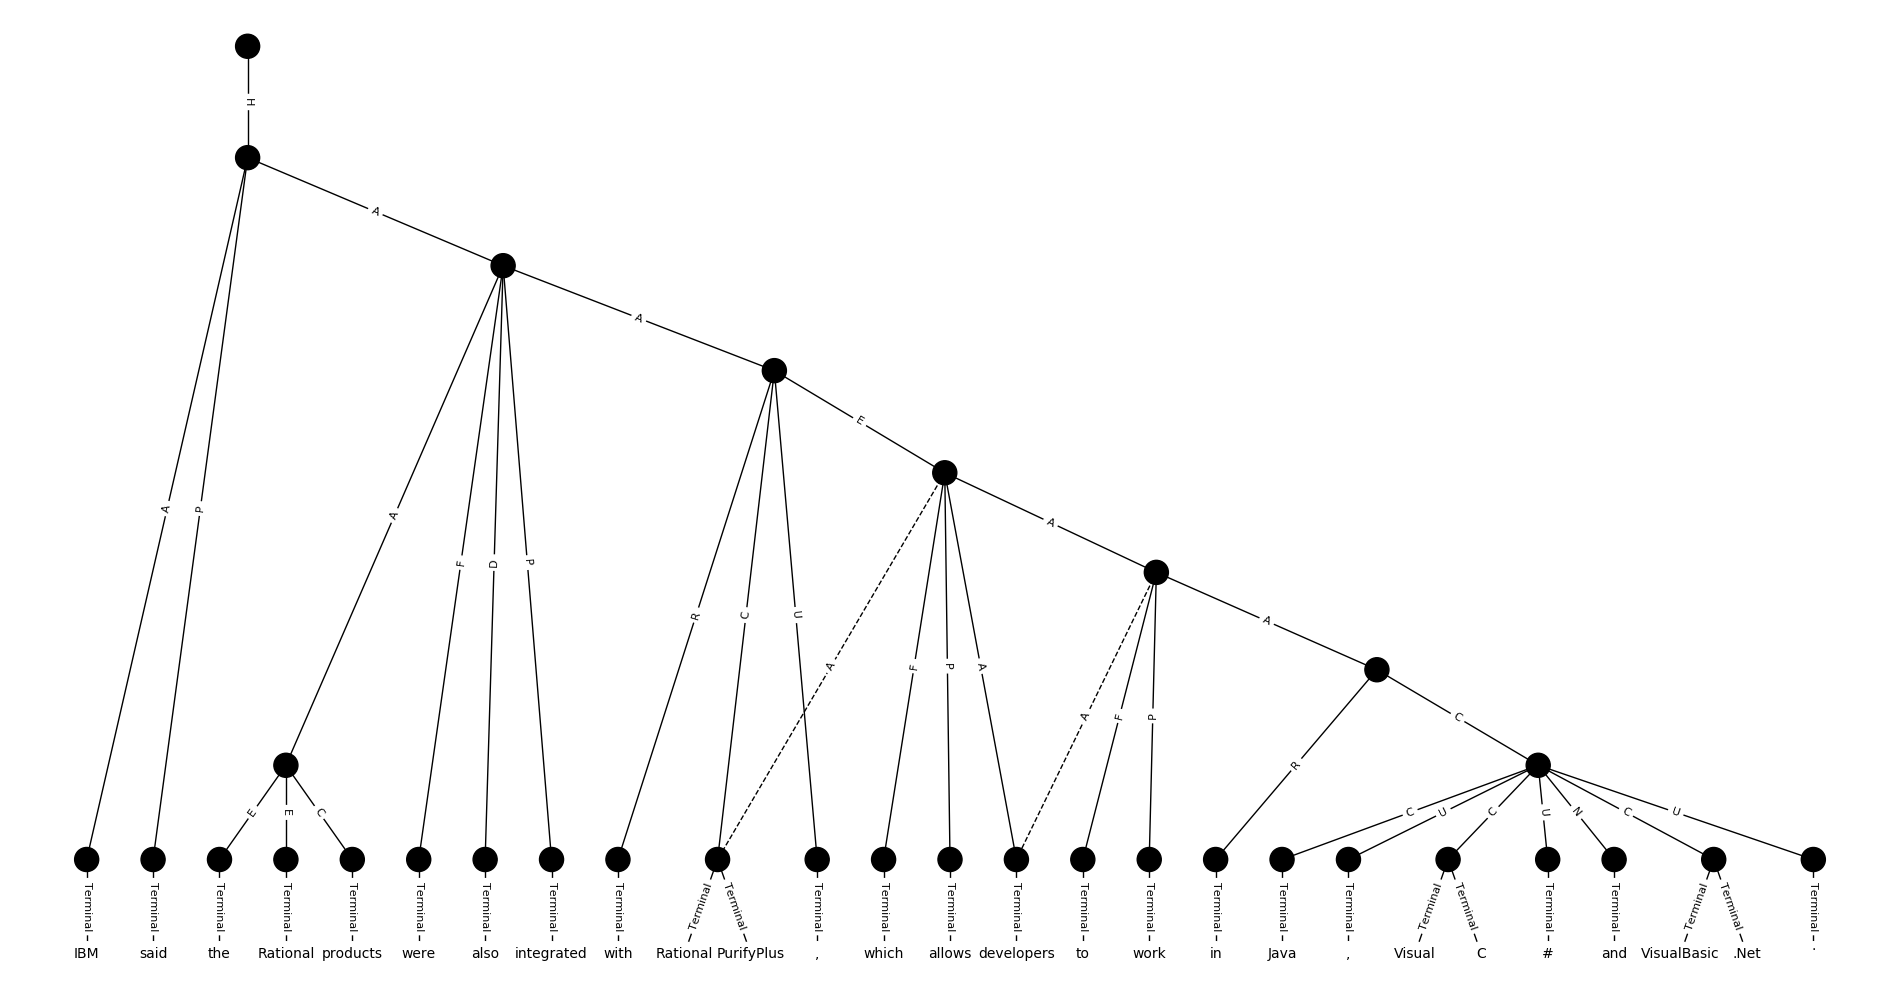 H
A
A
E
A P A
A A
F D P
R C U A F P A
A F P
A
C
R
E E C
C U C U N C U
Terminal Terminal Terminal Terminal Terminal Terminal Terminal Terminal Terminal Terminal Terminal Terminal Terminal Terminal Terminal Terminal Terminal Terminal Terminal Terminal Terminal Terminal Terminal Terminal Terminal Terminal Terminal
IBM said the Rational products were also integrated with Rational PurifyPlus , which allows developers to work in Java , Visual C # and VisualBasic .Net .